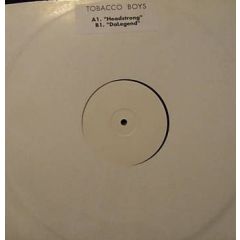 TOBACCO BOYS
A1. "Headstrong"
B1. "DaLegend"